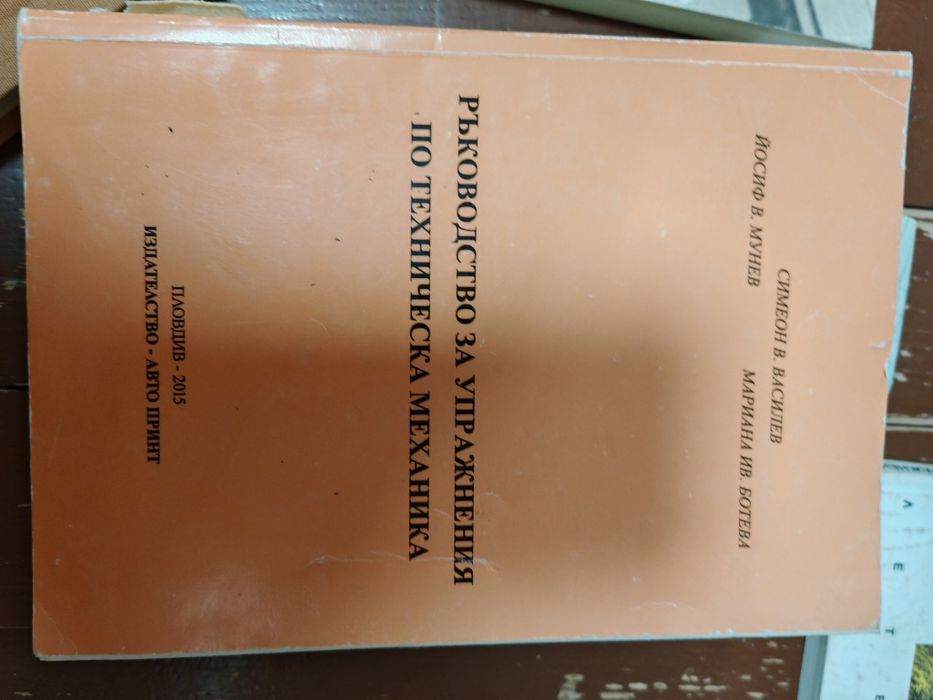 СИМЕОН В. ВАСИЛЕВ
ЙОСИФ В. МУНЕВ МАРИАНА ИВ. БОТЕВА
РЪКОВОДСТВО ЗА УПРАЖНЕНИЯ
ПО ТЕХНИЧЕСКА МЕХАНИКА
ПЛОВДИВ - 2015
ИЗДАТЕЛСТВО - АВТО ПРИНТ
Л Е Т Е